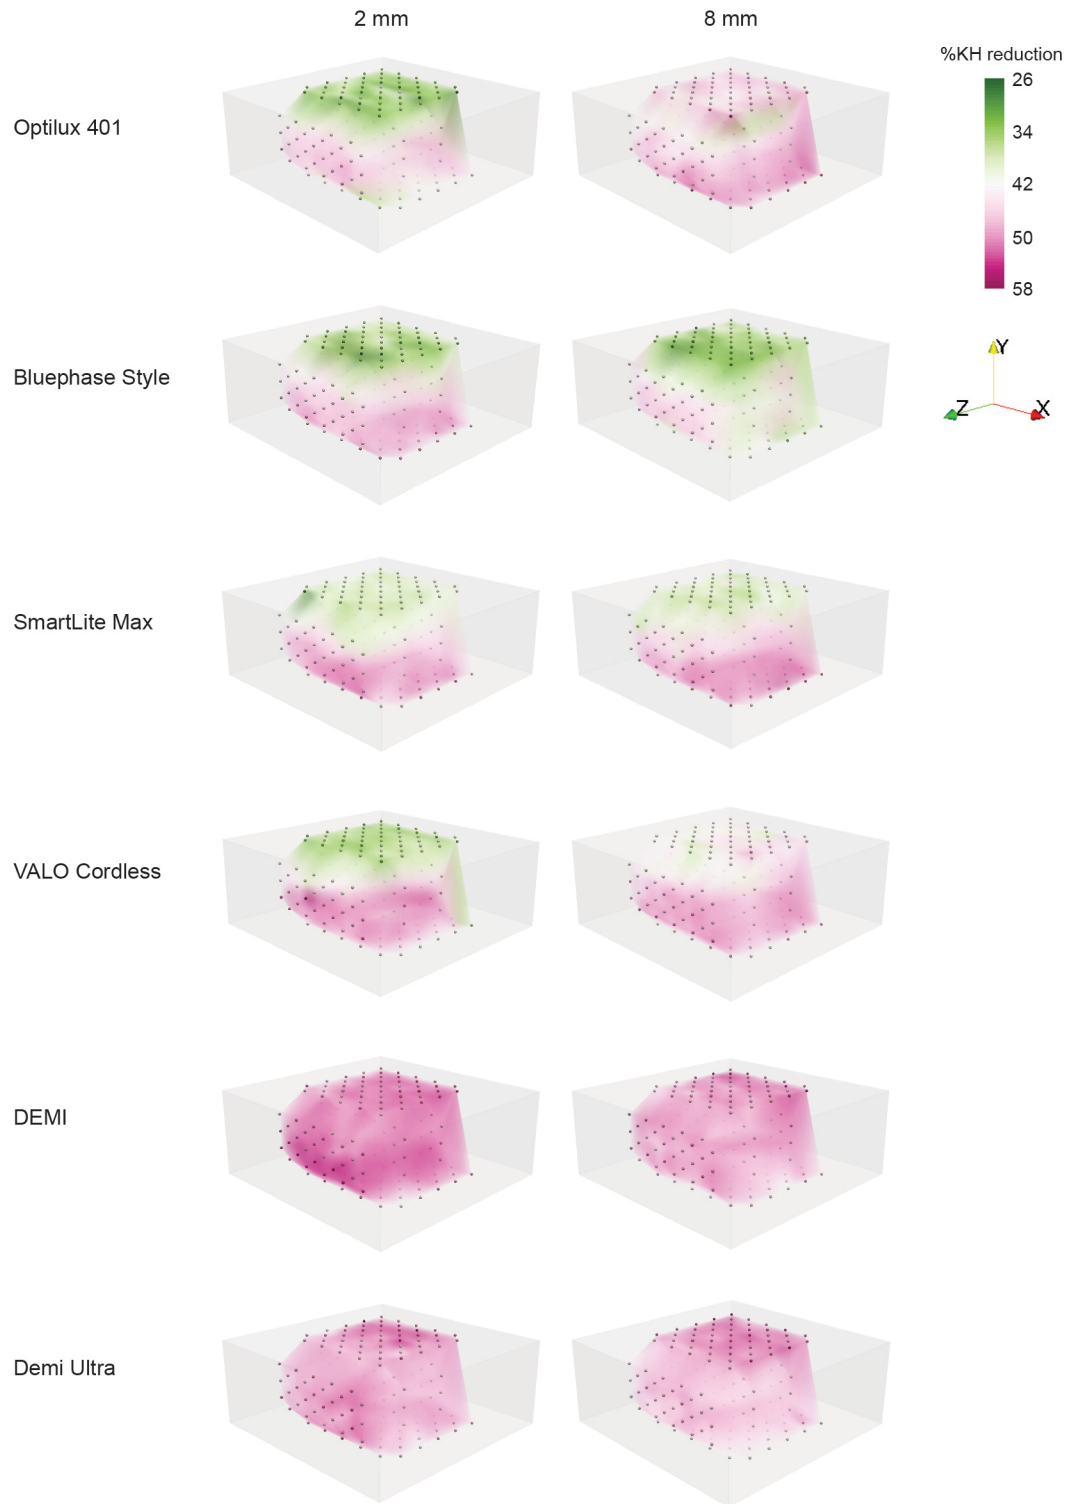 2 mm
8 mm
%KH reduction
26
34
42
50
58
Optilux 401
Y
Z
X
Bluephase Style
SmartLite Max
VALO Cordless
DEMI
Demi Ultra